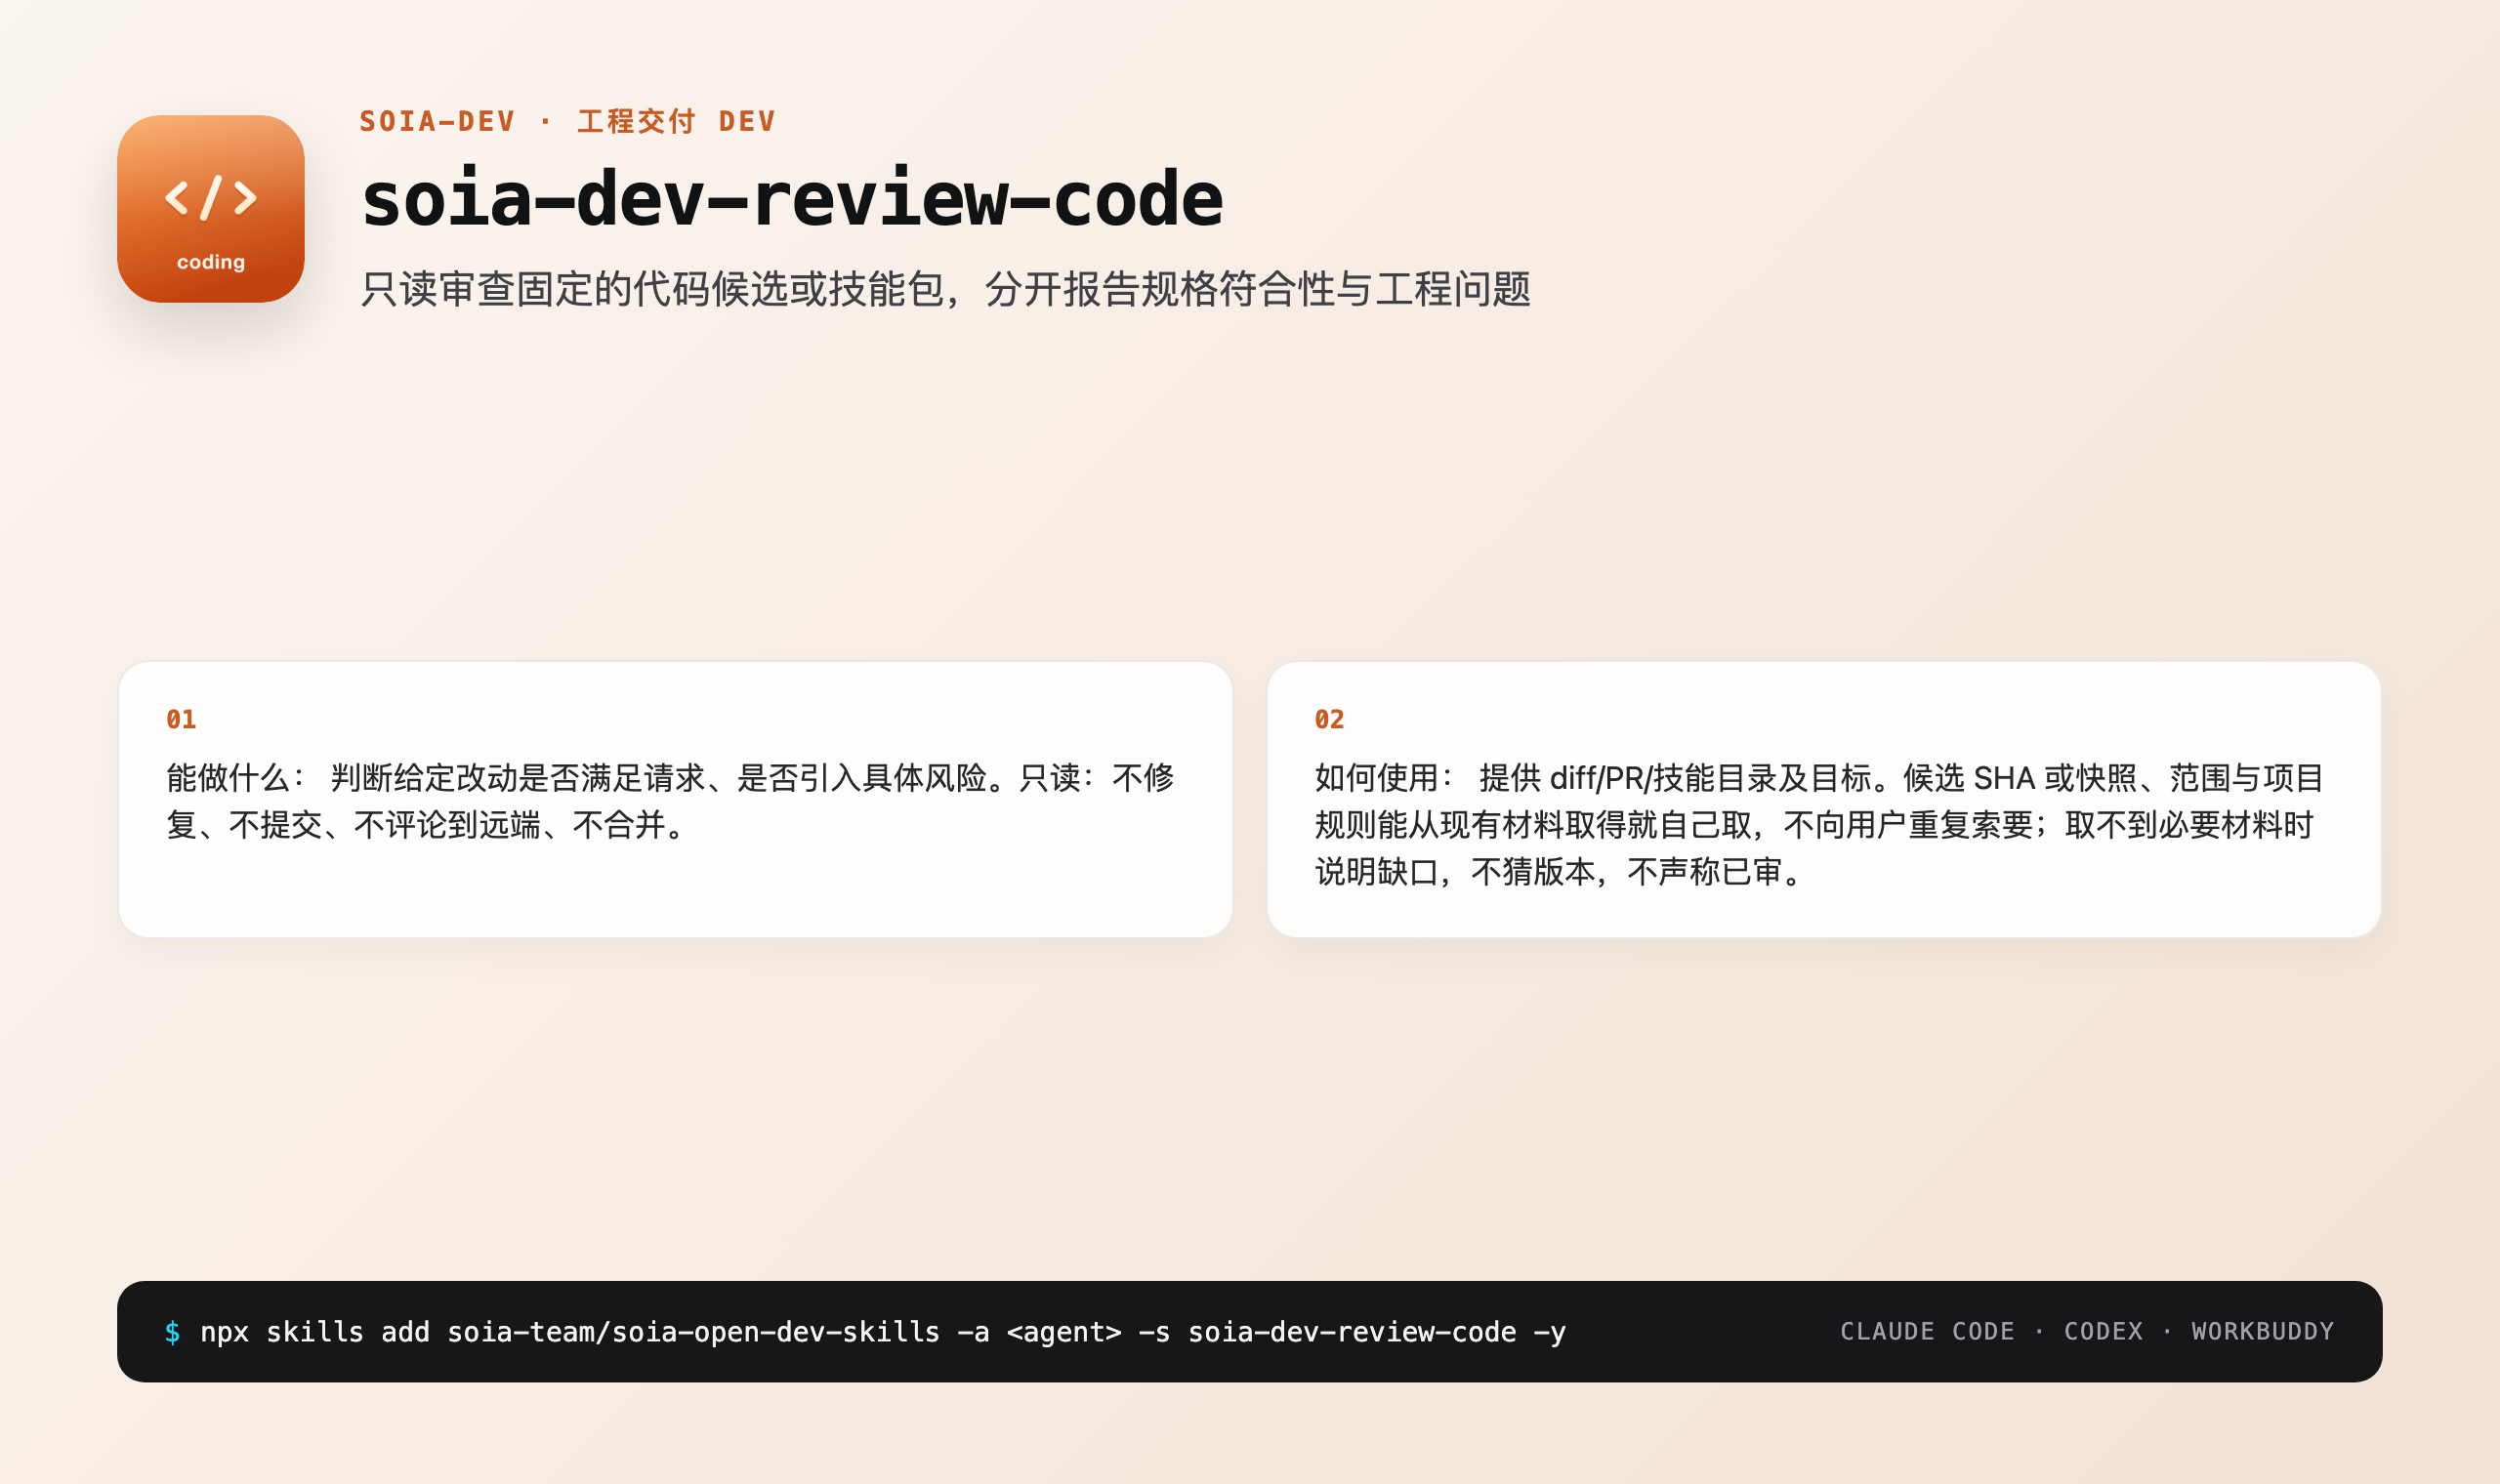 </> coding
SOIA-DEV · 工程交付 DEV
soia-dev-review-code
只读审查固定的代码候选或技能包，分开报告规格符合性与工程问题
01
能做什么： 判断给定改动是否满足请求、是否引入具体风险。只读：不修
复、不提交、不评论到远端、不合并。
02
如何使用： 提供 diff/PR/技能目录及目标。候选 SHA 或快照、范围与项目
规则能从现有材料取得就自己取，不向用户重复索要；取不到必要材料时
说明缺口，不猜版本，不声称已审。
$ npx skills add soia-team/soia-open-dev-skills -a <agent> -s soia-dev-review-code -y
CLAUDE CODE · CODEX · WORKBUDDY